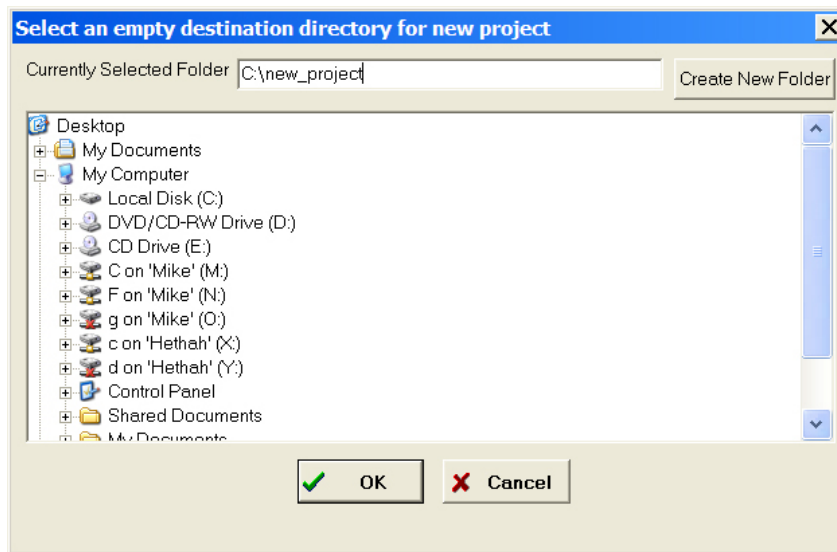 Select an empty destination directory for new project
Currently Selected Folder C:\new_project Create New Folder
Desktop
My Documents
My Computer
Local Disk (C:)
DVD/CD-RW Drive (D:)
CD Drive (E:)
C on 'Mike' (M:)
F on 'Mike' (N:)
g on 'Mike' (O:)
c on 'Hethah' (X:)
d on 'Hethah' (Y:)
Control Panel
Shared Documents
My Documents
OK Cancel